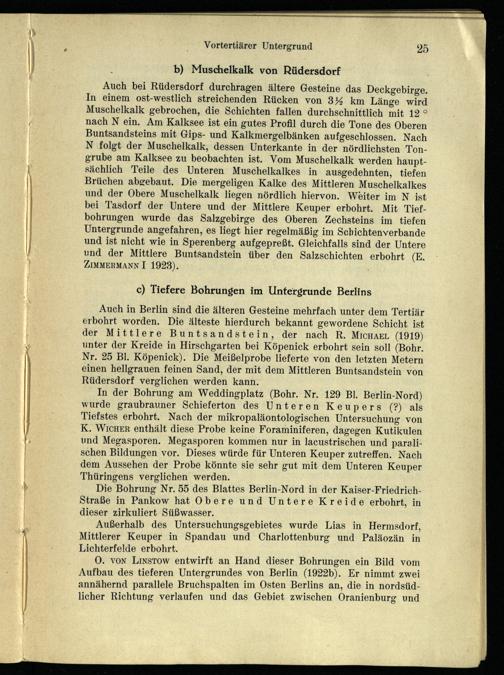 Vortertiärer Untergrund 25
b) Muschelkalk von Rüdersdorf
Auch bei Rüdersdorf durchragen ältere Gesteine das Deckgebirge.
In einem ost-westlich streichenden Rücken von 3½ km Länge wird
Muschelkalk gebrochen, die Schichten fallen durchschnittlich mit 12°
nach N ein. Am Kalksee ist ein gutes Profil durch die Tone des Oberen
Buntsandsteins mit Gips- und Kalkmergelbänken aufgeschlossen. Nach
N folgt der Muschelkalk, dessen Unterkante in der nördlichsten Ton-
grube am Kalksee zu beobachten ist. Vom Muschelkalk werden haupt-
sächlich Teile des Unteren Muschelkalkes in ausgedehnten, tiefen
Brüchen abgebaut. Die mergeligen Kalke des Mittleren Muschelkalkes
und der Obere Muschelkalk liegen nördlich hiervon. Weiter im N ist
bei Tasdorf der Untere und der Mittlere Keuper erbohrt. Mit Tief-
bohrungen wurde das Salzgebirge des Oberen Zechsteins im tiefen
Untergrunde angefahren, es liegt hier regelmäßig im Schichtenverbande
und ist nicht wie in Sperenberg aufgepreßt. Gleichfalls sind der Untere
und der Mittlere Buntsandstein über den Salzschichten erbohrt (E.
ZIMMERMANN I 1923).
c) Tiefere Bohrungen im Untergrunde Berlins
Auch in Berlin sind die älteren Gesteine mehrfach unter dem Tertiär
erbohrt worden. Die älteste hierdurch bekannt gewordene Schicht ist
der Mittlere Buntsandstein, der nach R. MICHAEL (1919)
unter der Kreide in Hirschgarten bei Köpenick erbohrt sein soll (Bohr.
Nr. 25 Bl. Köpenick). Die Meißelprobe lieferte von den letzten Metern
einen hellgrauen feinen Sand, der mit dem Mittleren Buntsandstein von
Rüdersdorf verglichen werden kann.
In der Bohrung am Weddingplatz (Bohr. Nr. 129 Bl. Berlin-Nord)
wurde graubrauner Schieferton des Unteren Keupers (?) als
Tiefstes erbohrt. Nach der mikropaläontologischen Untersuchung von
K. WICHER enthält diese Probe keine Foraminiferen, dagegen Kutikulen
und Megasporen. Megasporen kommen nur in lacustrischen und parali-
schen Bildungen vor. Dieses würde für Unteren Keuper zutreffen. Nach
dem Aussehen der Probe könnte sie sehr gut mit dem Unteren Keuper
Thüringens verglichen werden.
Die Bohrung Nr. 55 des Blattes Berlin-Nord in der Kaiser-Friedrich-
Straße in Pankow hat Obere und Untere Kreide erbohrt, in
dieser zirkuliert Süßwasser.
Außerhalb des Untersuchungsgebietes wurde Lias in Hermsdorf,
Mittlerer Keuper in Spandau und Charlottenburg und Paläozän in
Lichterfelde erbohrt.
O. VON LINSTOW entwirft an Hand dieser Bohrungen ein Bild vom
Aufbau des tieferen Untergrundes von Berlin (1922b). Er nimmt zwei
annähernd parallele Bruchspalten im Osten Berlins an, die in nordsüd-
licher Richtung verlaufen und das Gebiet zwischen Oranienburg und